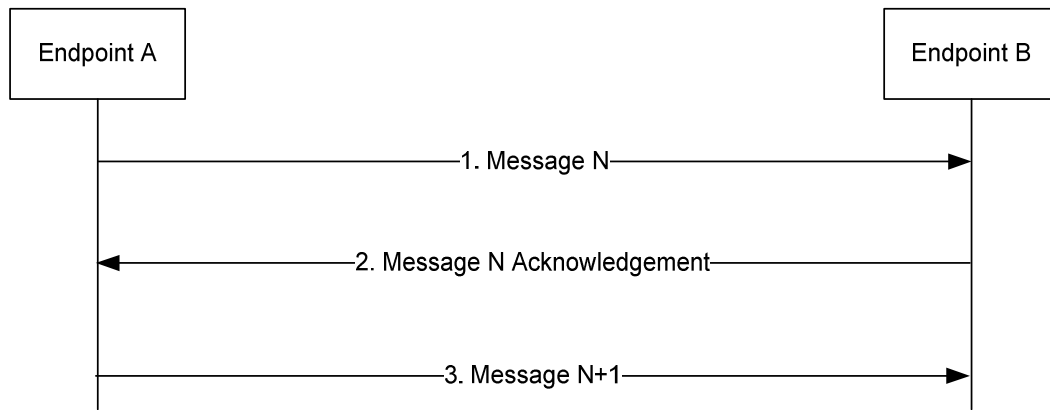 Endpoint A
Endpoint B
1. Message N
2. Message N Acknowledgement
3. Message N+1